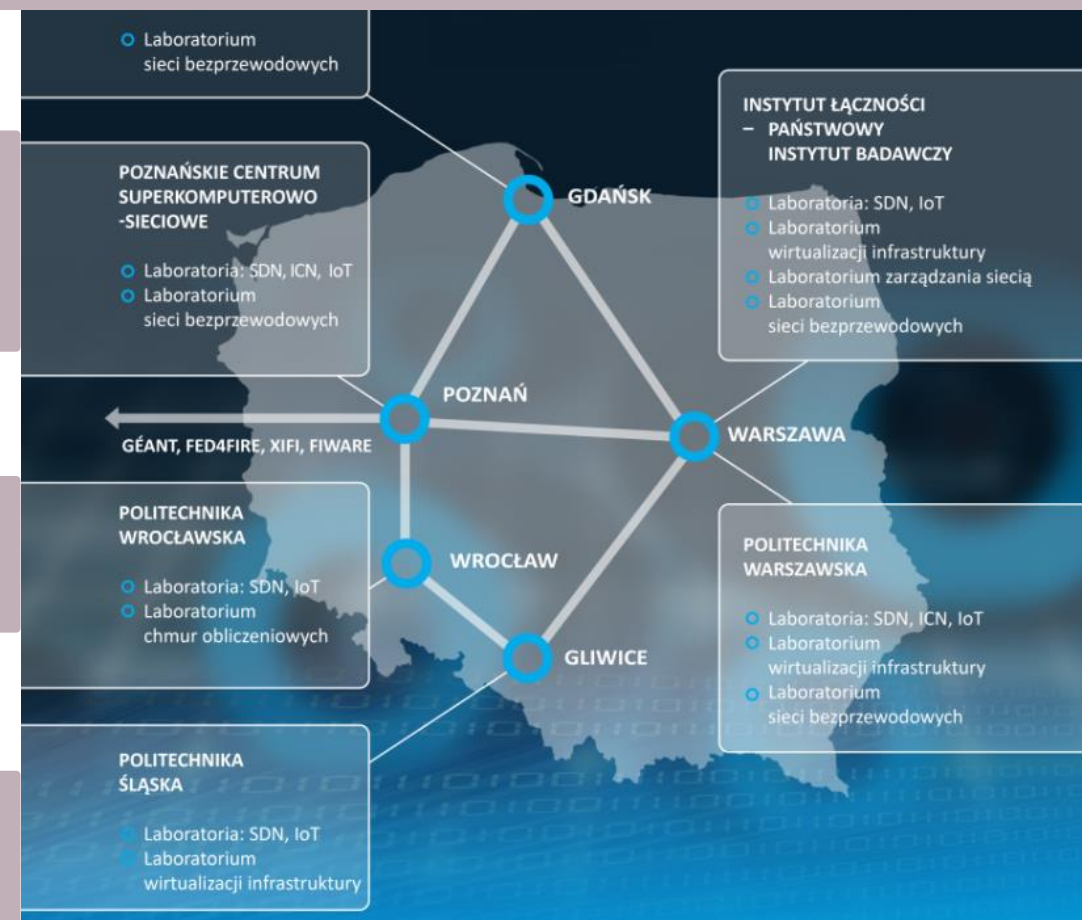 Laboratorium
sieci bezprzewodowych
POZNAŃSKIE CENTRUM
SUPERKOMPUTEROWO
-SIECIOWE
Laboratoria: SDN, ICN, IoT
Laboratorium
sieci bezprzewodowych
GDAŃSK
INSTYTUT ŁĄCZNOŚCI
– PAŃSTWOWY
INSTYTUT BADAWCZY
Laboratoria: SDN, IoT
Laboratorium
wirtualizacji infrastruktury
Laboratorium zarządzania siecią
Laboratorium
sieci bezprzewodowych
POZNAŃ
WARSZAWA
GÉANT, FED4FIRE, XIFI, FIWARE
POLITECHNIKA
WROCŁAWSKA
Laboratoria: SDN, IoT
Laboratorium
chmur obliczeniowych
WROCŁAW
GLIWICE
POLITECHNIKA
WARSZAWSKA
Laboratoria: SDN, ICN, IoT
Laboratorium
wirtualizacji infrastruktury
Laboratorium
sieci bezprzewodowych
POLITECHNIKA
ŚLĄSKA
Laboratoria: SDN, IoT
Laboratorium
wirtualizacji infrastruktury